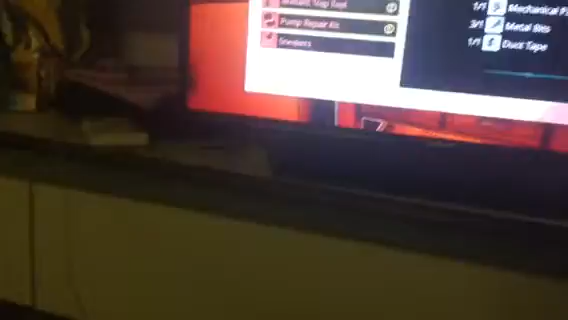 Pump Repair Kit
Sneakers
1/1 Mechanical
3/1 Metal Bits
1/1 Duct Tape